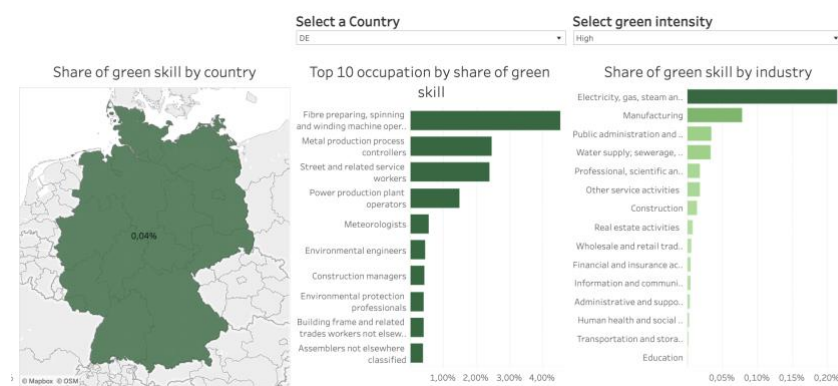 Select a Country
Select green intensity
DE
High
Share of green skill by country
Top 10 occupation by share of green
skill
Share of green skill by industry
0,04%
© Mapbox © OSM
Fibre preparing, spinning
and winding machine oper..
Metal production process
controllers
Street and related service
workers
Power production plant
operators
Meteorologists
Environmental engineers
Construction managers
Environmental protection
professionals
Building frame and related
trades workers not elsew..
Assemblers not elsewhere
classified
1,00% 2,00% 3,00% 4,00%
Electricity, gas, steam an..
Manufacturing
Public administration and ..
Water supply; sewerage, ..
Professional, scientific an..
Other service activities
Construction
Real estate activities
Wholesale and retail trad..
Financial and insurance ac..
Information and communi..
Administrative and suppo..
Human health and social ..
Transportation and stora..
Education
0,05% 0,10% 0,15% 0,20%